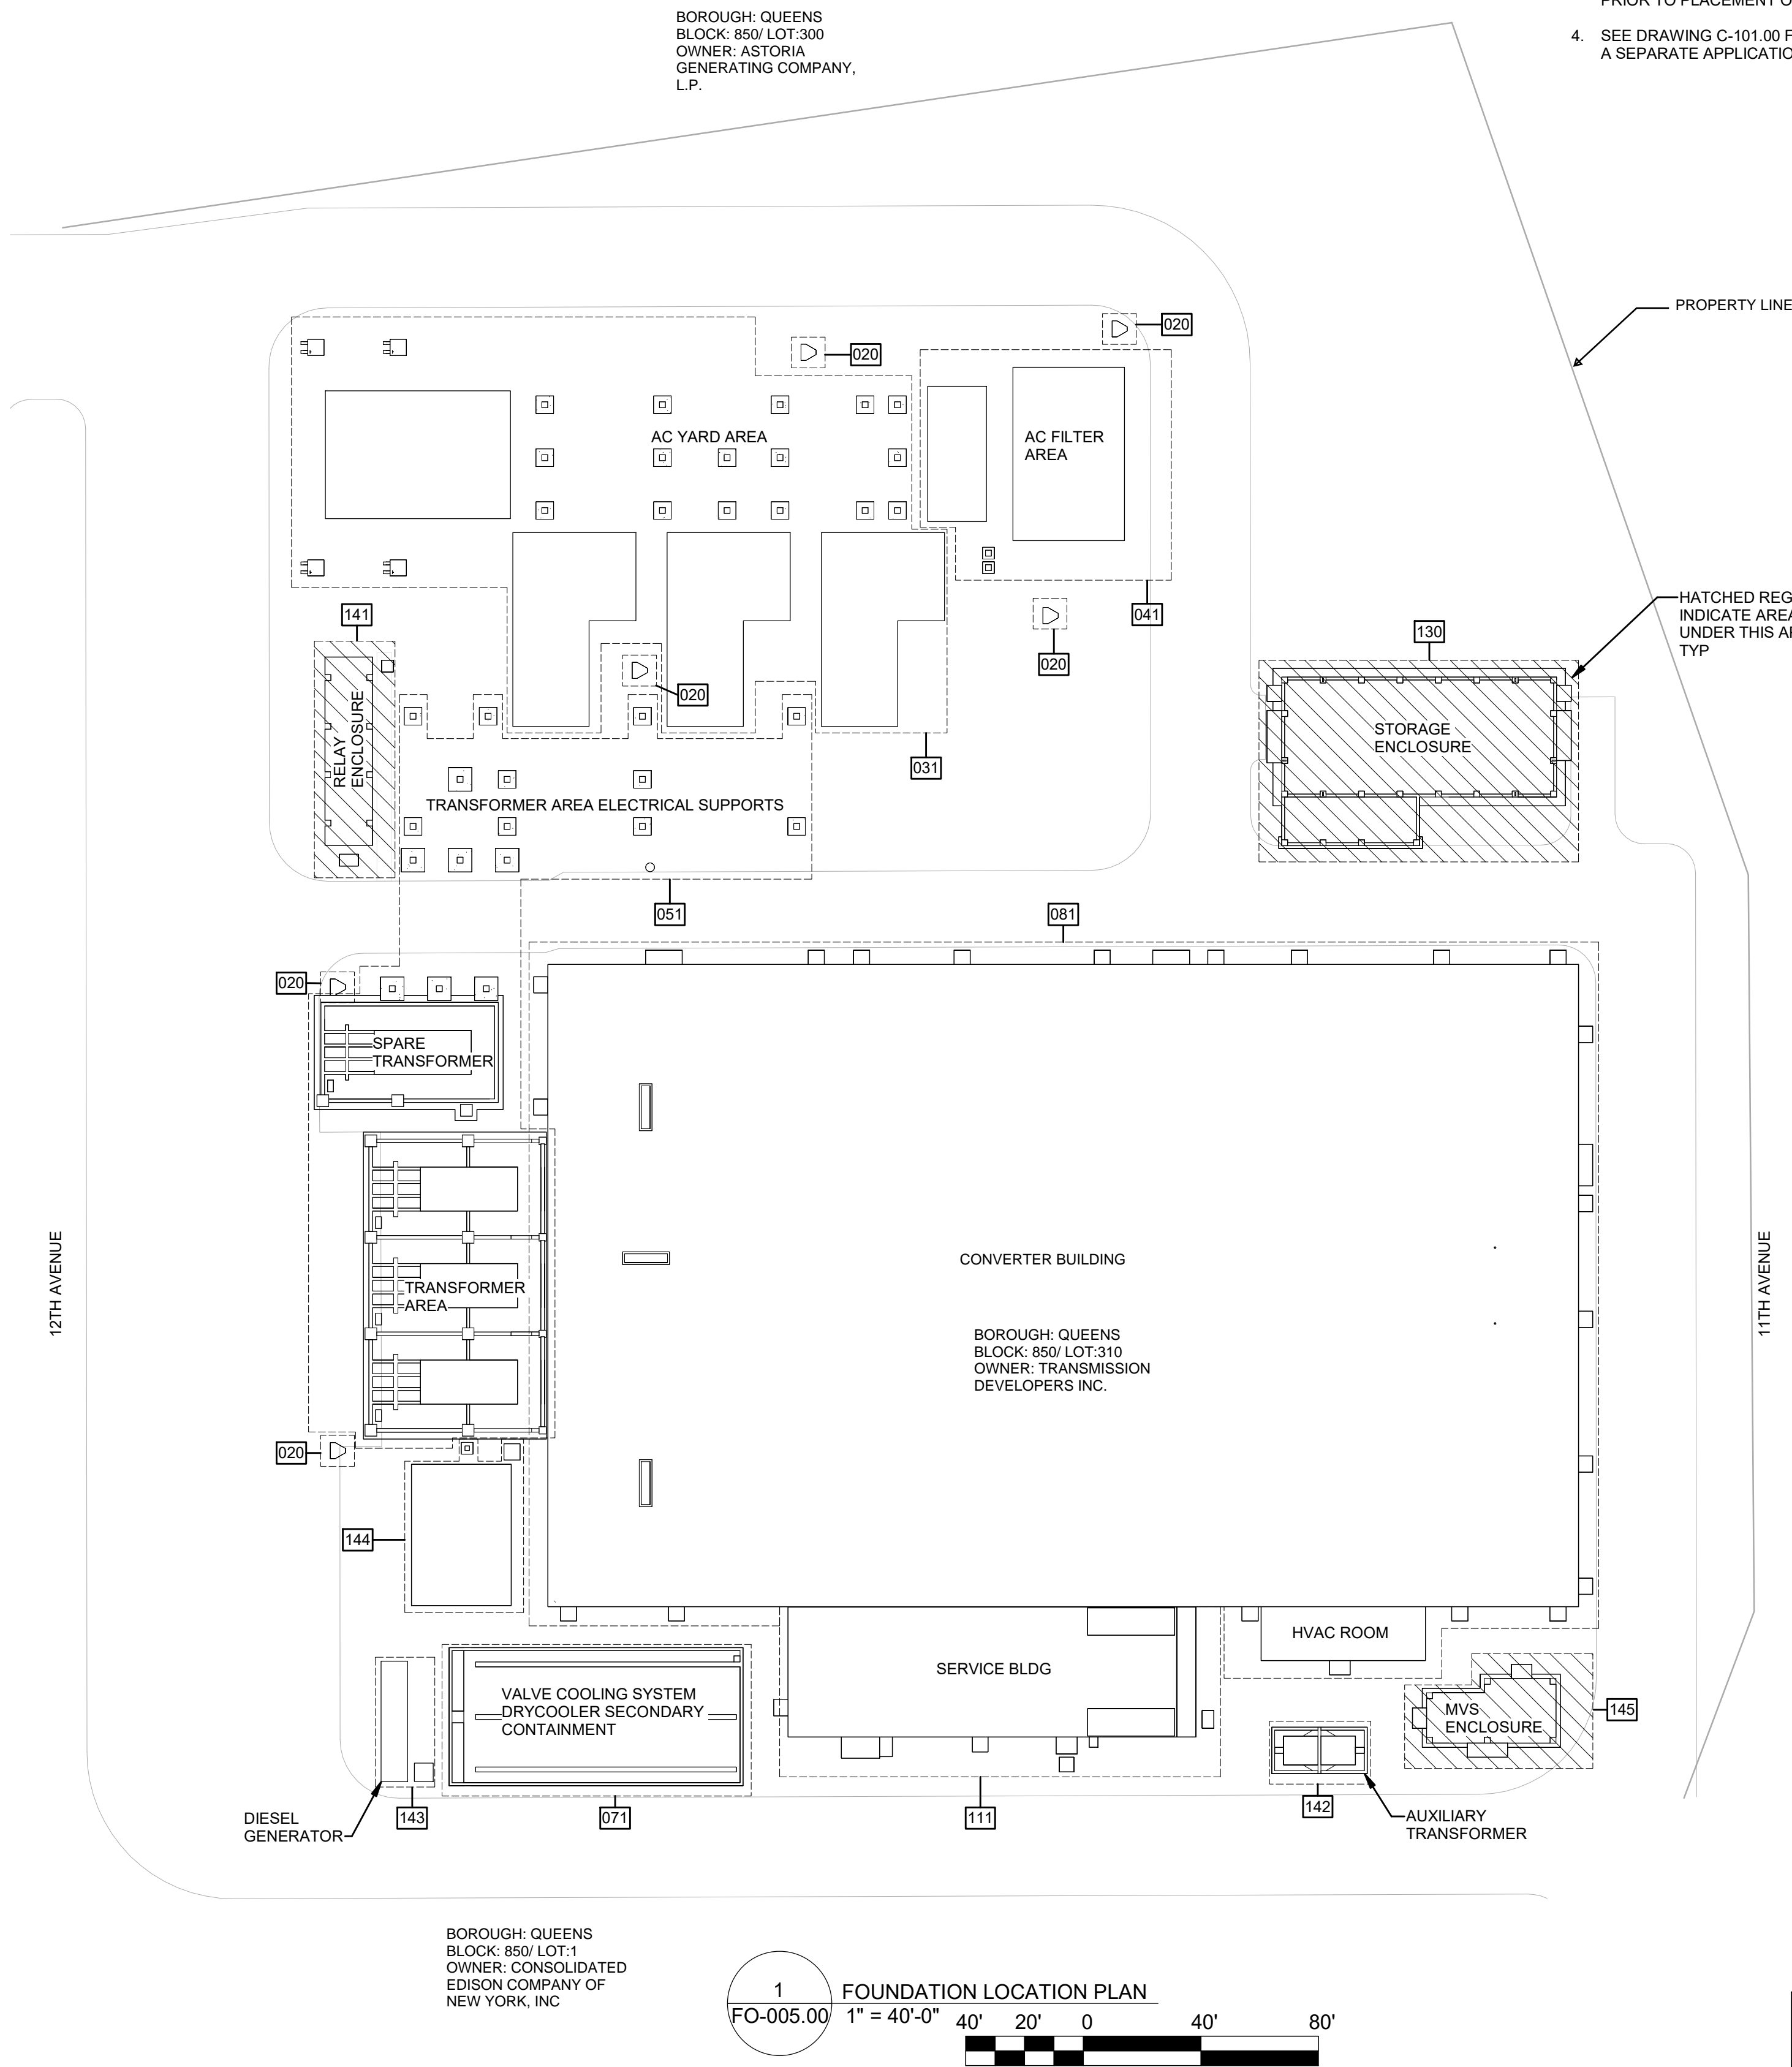 BOROUGH: QUEENS
BLOCK: 850/ LOT:300
OWNER: ASTORIA
GENERATING COMPANY,
L.P.
PRIOR TO PLACEMENT O
4. SEE DRAWING C-101.00 F
A SEPARATE APPLICATIO
PROPERTY LINE
020
020
AC YARD AREA
AC FILTER
AREA
HATCHED REG
INDICATE AREA
UNDER THIS A
TYP
141
041
130
020
020
RELAY
ENCLOSURE
STORAGE
ENCLOSURE
031
TRANSFORMER AREA ELECTRICAL SUPPORTS
051
081
020
SPARE
TRANSFORMER
12TH AVENUE
TRANSFORMER
AREA
CONVERTER BUILDING
11TH AVENUE
BOROUGH: QUEENS
BLOCK: 850/ LOT:310
OWNER: TRANSMISSION
DEVELOPERS INC.
020
144
HVAC ROOM
SERVICE BLDG
VALVE COOLING SYSTEM
DRYCOOLER SECONDARY
CONTAINMENT
MVS
ENCLOSURE
145
DIESEL
GENERATOR
143
071
111
142
AUXILIARY
TRANSFORMER
BOROUGH: QUEENS
BLOCK: 850/ LOT:1
OWNER: CONSOLIDATED
EDISON COMPANY OF
NEW YORK, INC
1
FO-005.00
FOUNDATION LOCATION PLAN
1" = 40'-0"
40' 20' 0 40' 80'